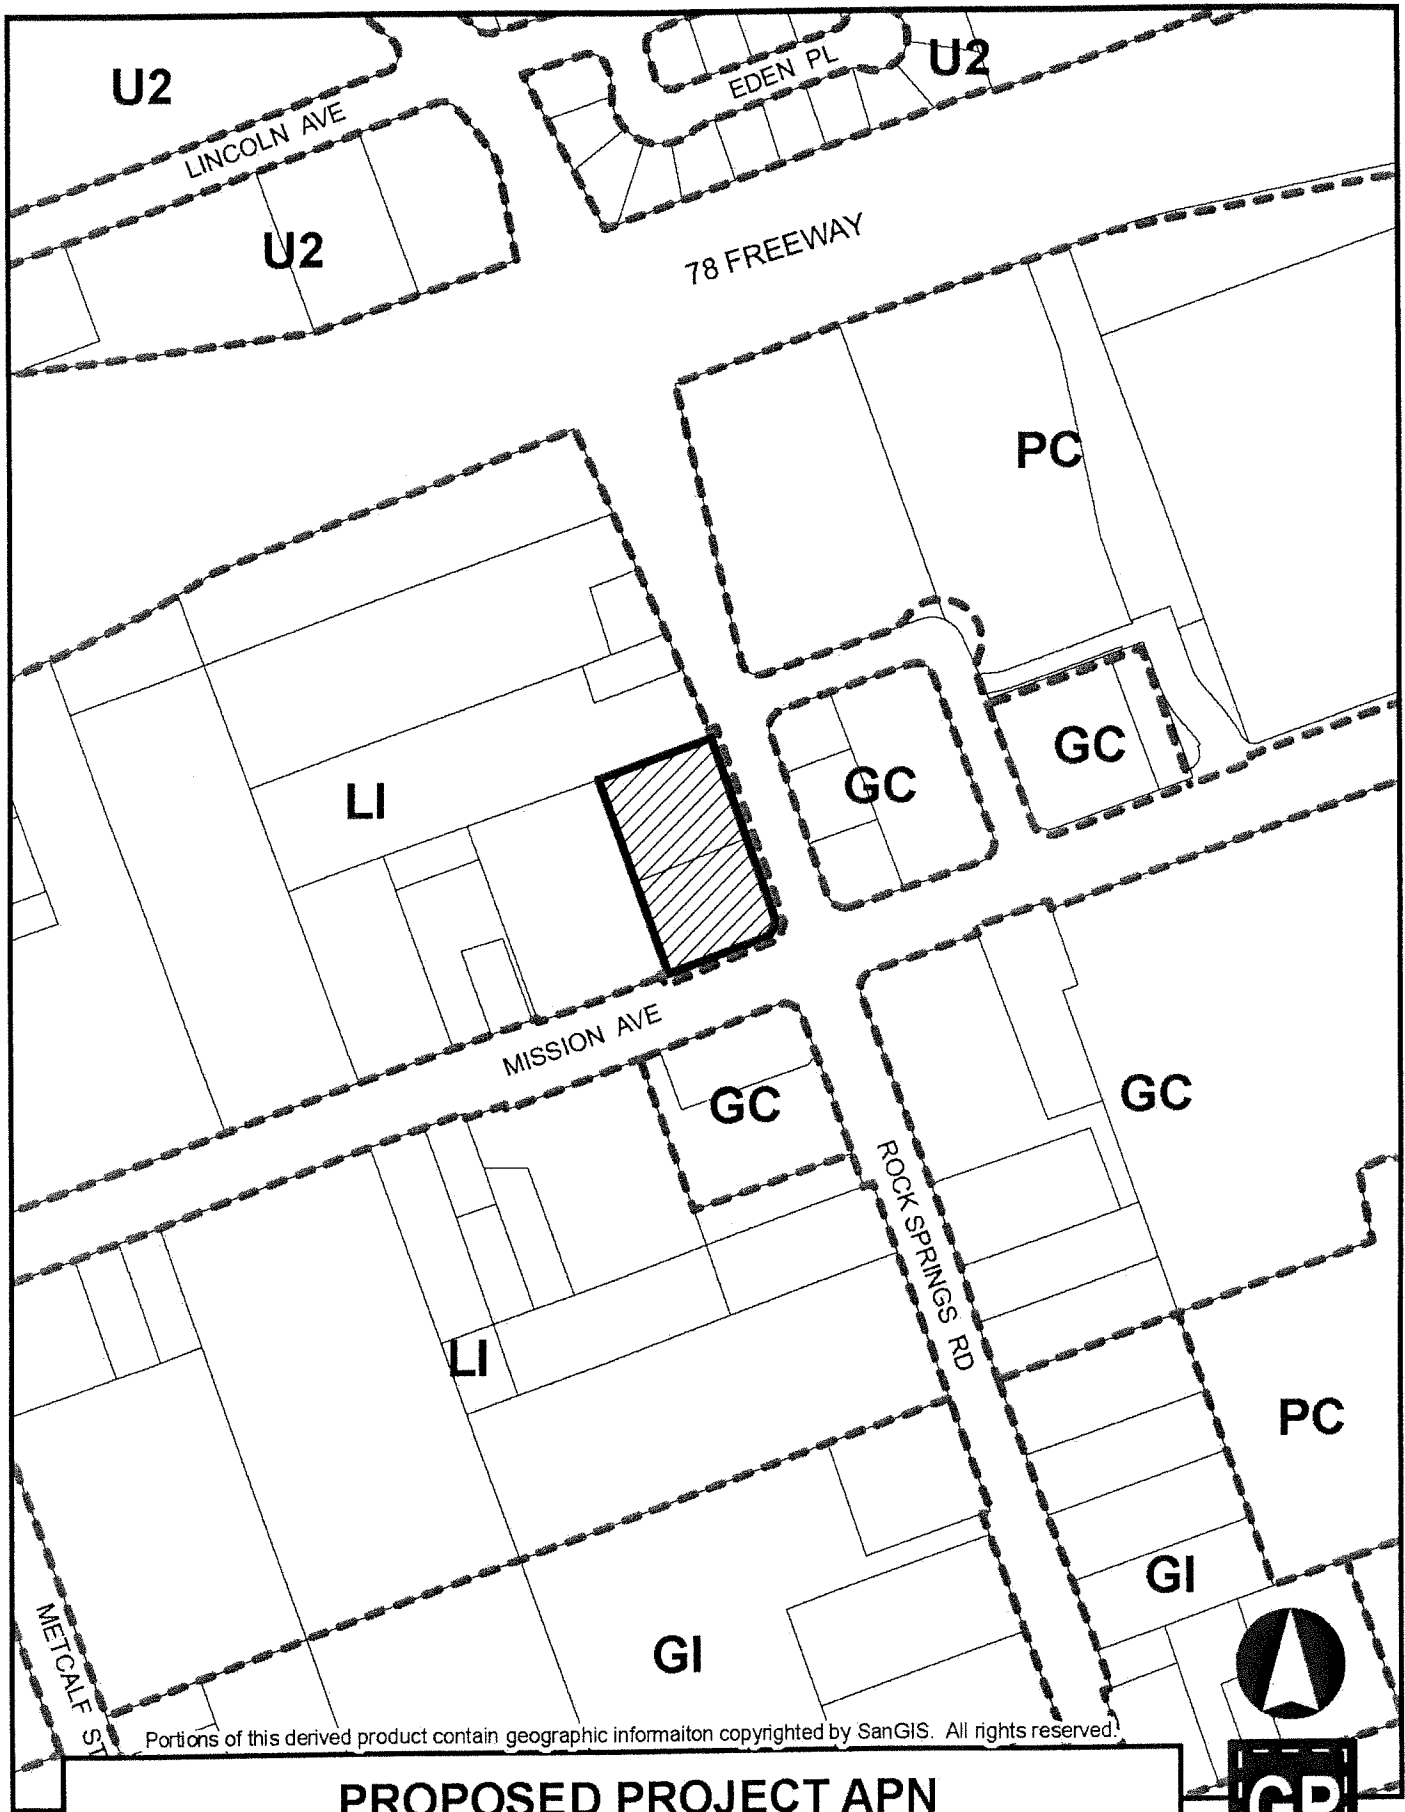 U2
EDEN PL
U2
LINCOLN AVE
U2
78 FREEWAY
PC
GC
GC
LI
MISSION AVE
GC
GC
ROCK SPRINGS RD
LI
PC
GI
GI
METCALF ST
Portions of this derived product contain geographic informaiton copyrighted by SanGIS. All rights reserved.
PROPOSED PROJECT APN
GP